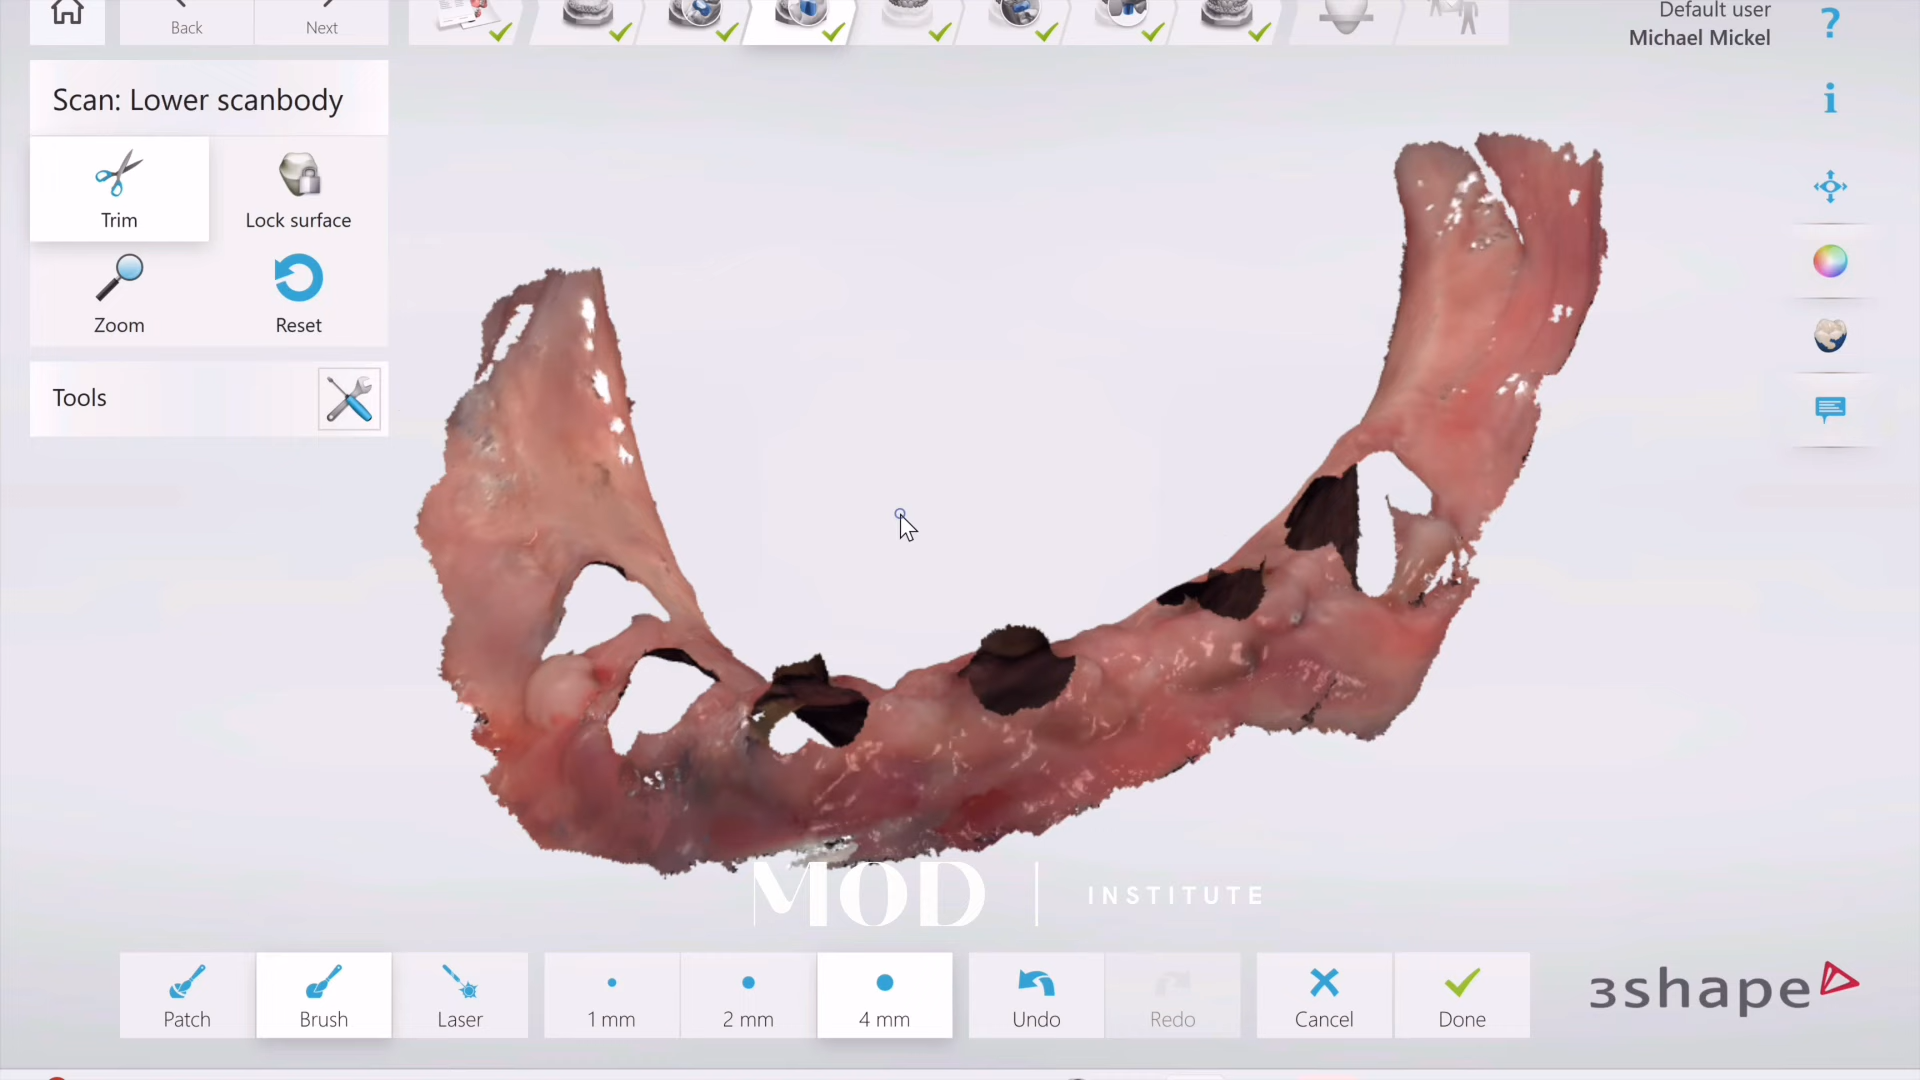 Back
Next
Default user
Michael Mickel
?
i
Scan: Lower scanbody
Trim
Lock surface
Zoom
Reset
Tools
MOD | INSTITUTE
Patch
Brush
Laser
1 mm
2 mm
4 mm
Undo
Redo
Cancel
Done
3shape